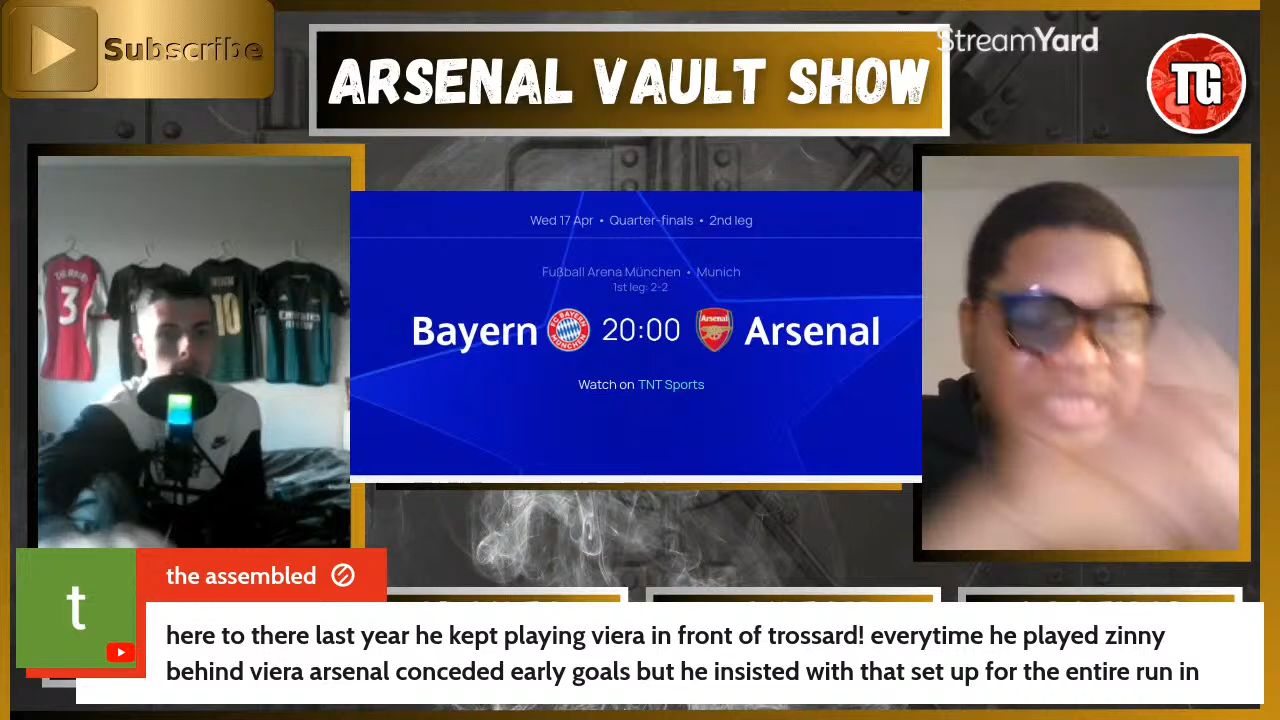 Subscribe
StreamYard
ARSENAL VAULT SHOW
TG
Wed 17 Apr • Quarter-finals • 2nd leg
Fußball Arena München • Munich
1st leg: 2-2
Bayern 20:00 Arsenal
Watch on TNT Sports
3
10
Emirates
t
the assembled
here to there last year he kept playing viera in front of trossard! everytime he played zinny
behind viera arsenal conceded early goals but he insisted with that set up for the entire run in